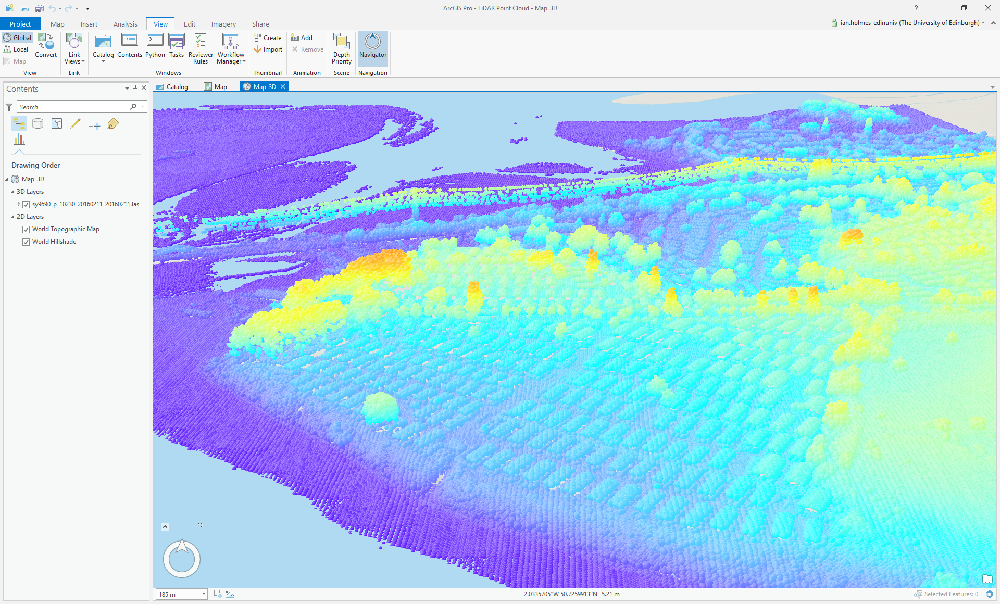 ArcGIS Pro - LiDAR Point Cloud - Map_3D
?
Project Map Insert Analysis View Edit Imagery Share
ian.holmes_edinuniv (The University of Edinburgh)
Global
Local
Map
Convert
View
Link
Views
Link
Catalog
Contents
Python
Tasks
Reviewer
Rules
Workflow
Manager
Windows
Create
Import
Thumbnail
Add
Remove
Animation
Depth
Priority
Scene
Navigator
Navigation
Contents
Search
Drawing Order
Map_3D
3D Layers
sy9690_p_10230_20160211_20160211.las
2D Layers
World Topographic Map
World Hillshade
Catalog
Map
Map_3D
185 m
2.0335705°W 50.7259913°N 5.21 m
Selected Features: 0